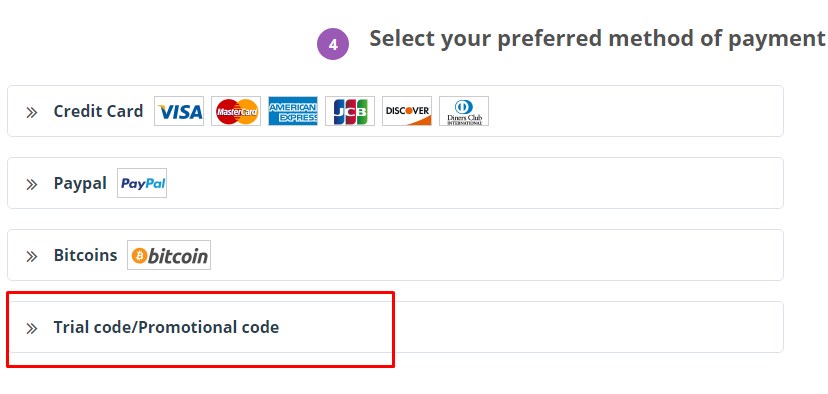 4 Select your preferred method of payment
Credit Card VISA MasterCard AMERICAN EXPRESS JCB DISCOVER Diners Club INTERNATIONAL
Paypal PayPal
Bitcoins bitcoin
Trial code/Promotional code